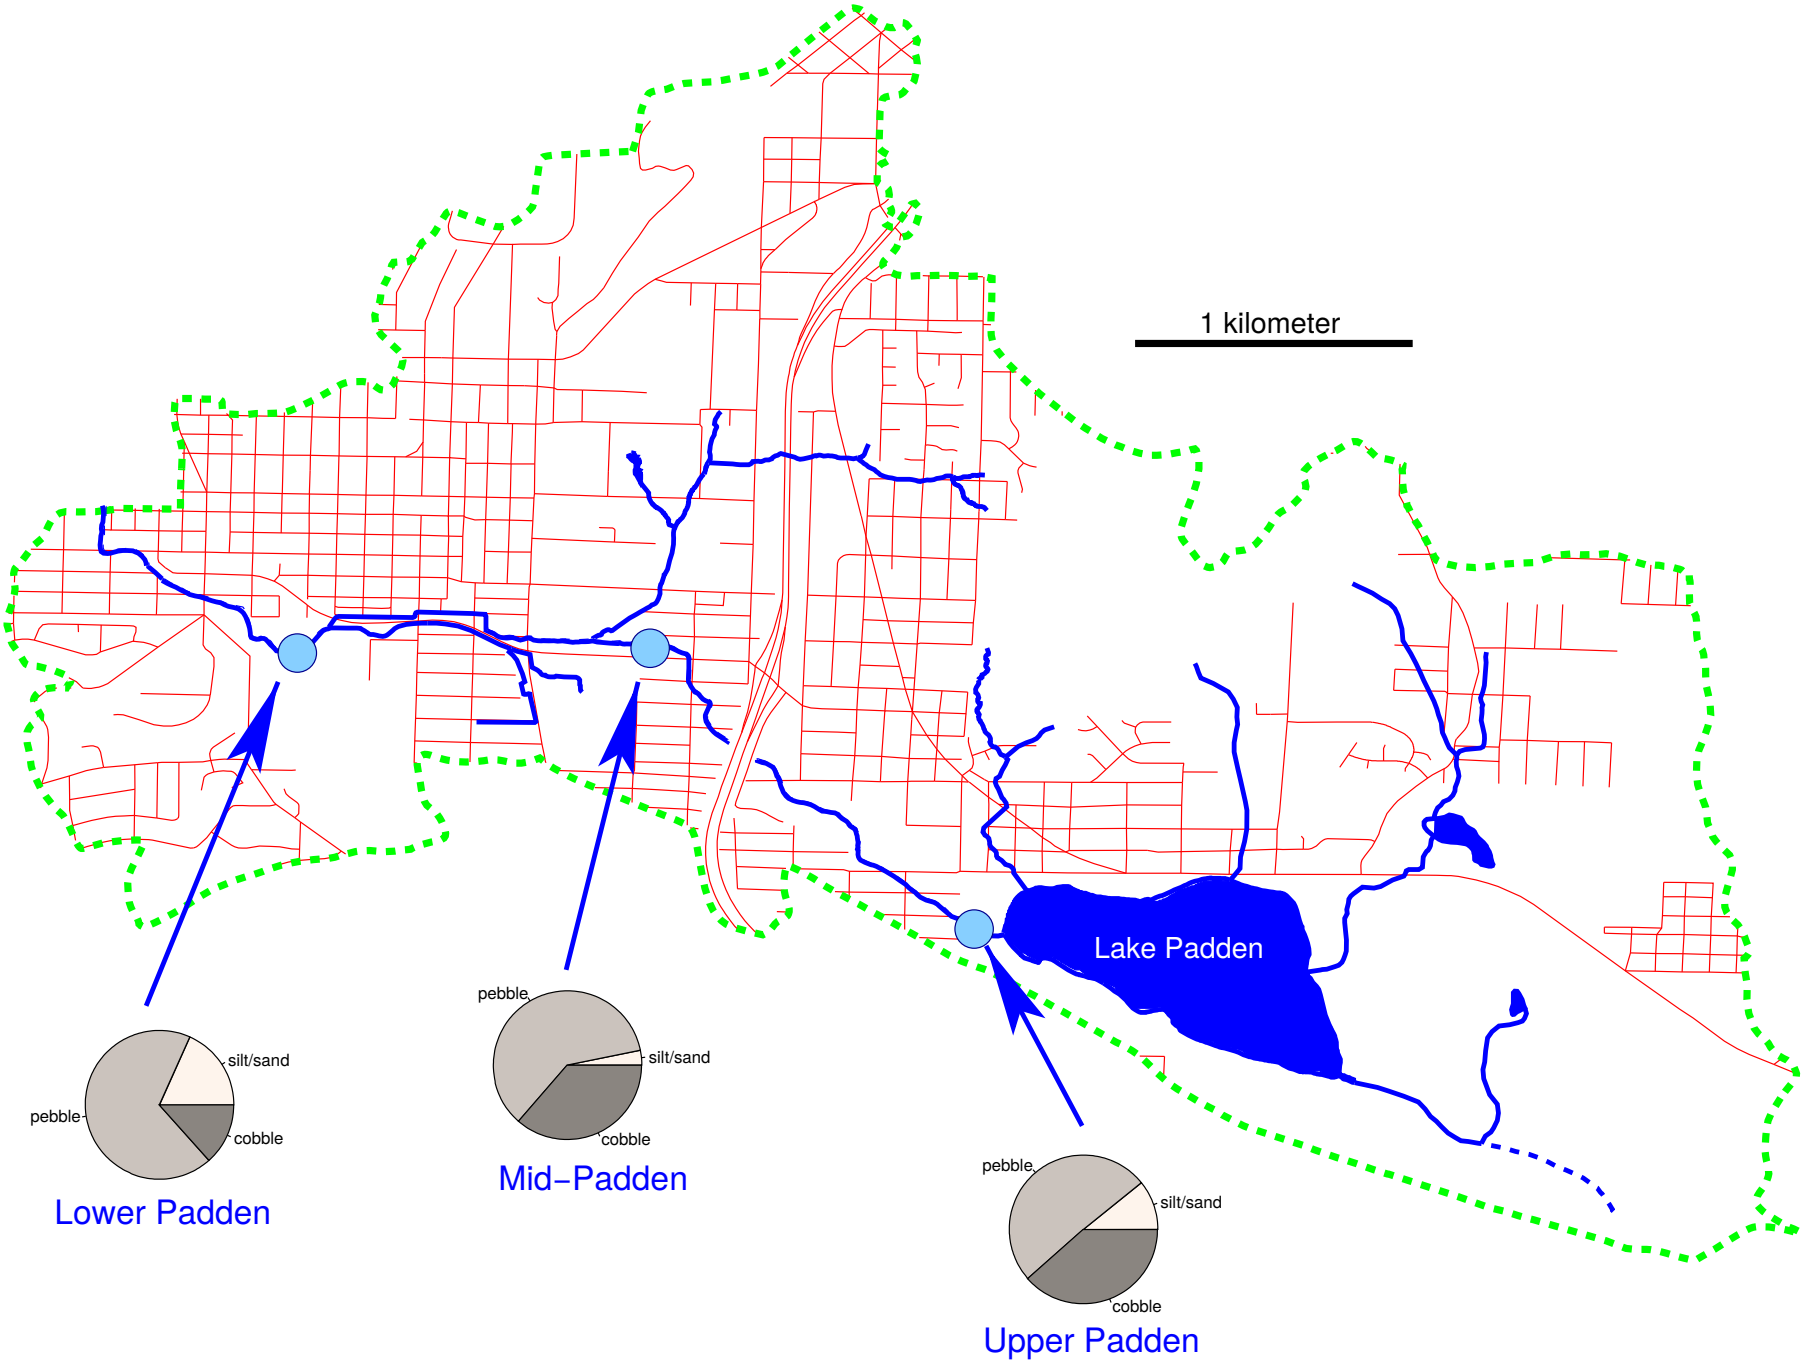 1 kilometer
Lake Padden
pebble
silt/sand
cobble
Mid−Padden
pebble
silt/sand
cobble
Lower Padden
pebble
silt/sand
cobble
Upper Padden